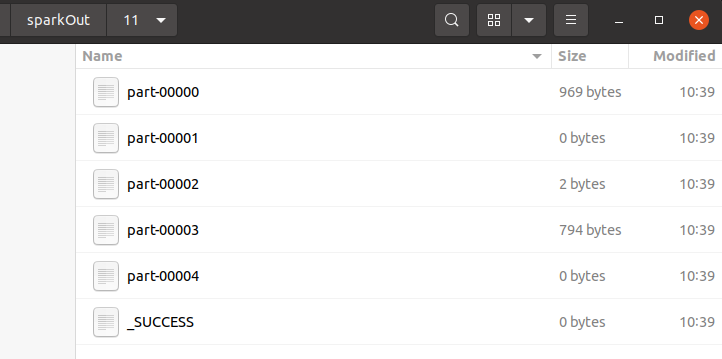 sparkOut 11
Name Size Modified
part-00000 969 bytes 10:39
part-00001 0 bytes 10:39
part-00002 2 bytes 10:39
part-00003 794 bytes 10:39
part-00004 0 bytes 10:39
_SUCCESS 0 bytes 10:39